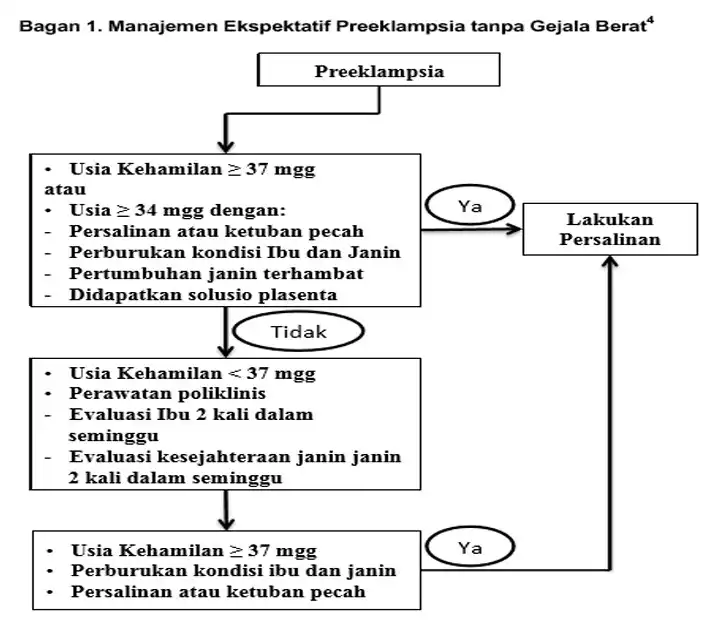 Bagan 1. Manajemen Ekspektatif Preeklampsia tanpa Gejala Berat⁴
Preeklampsia
• Usia Kehamilan ≥ 37 mgg
atau
• Usia ≥ 34 mgg dengan:
- Persalinan atau ketuban pecah
- Perburukan kondisi Ibu dan Janin
- Pertumbuhan janin terhambat
- Didapatkan solusio plasenta
Ya
Lakukan
Persalinan
Tidak
• Usia Kehamilan < 37 mgg
• Perawatan poliklinis
- Evaluasi Ibu 2 kali dalam
seminggu
- Evaluasi kesejahteraan janin janin
2 kali dalam seminggu
• Usia Kehamilan ≥ 37 mgg
• Perburukan kondisi ibu dan janin
• Persalinan atau ketuban pecah
Ya